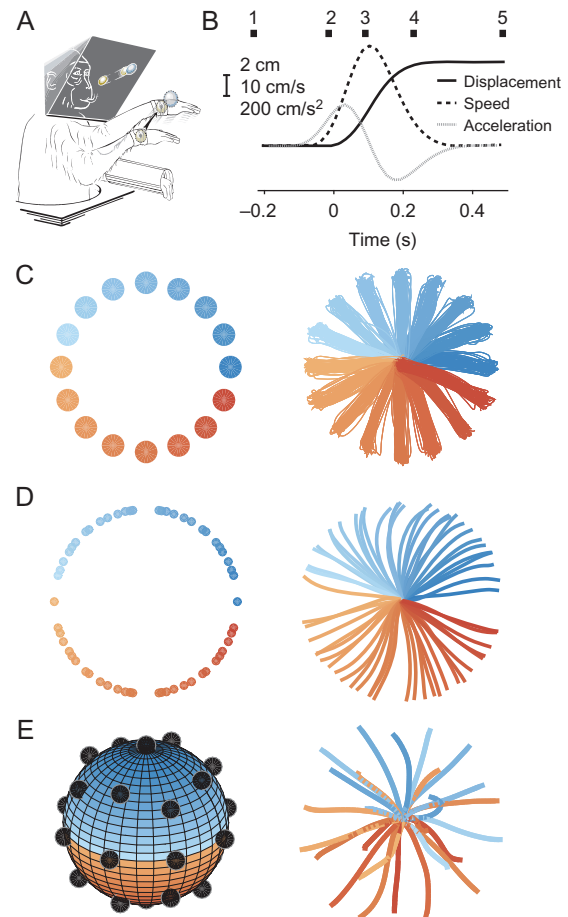 A
B
1 2 3 4 5
2 cm
10 cm/s
200 cm/s²
Displacement
Speed
Acceleration
–0.2 0 0.2 0.4
Time (s)
C
D
E